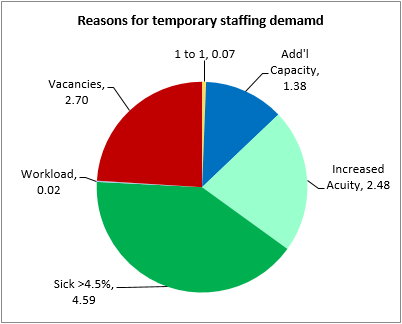 Reasons for temporary staffing demamd
1 to 1, 0.07
Add'l
Capacity,
1.38
Vacancies,
2.70
Increased
Acuity, 2.48
Workload,
0.02
Sick >4.5%,
4.59